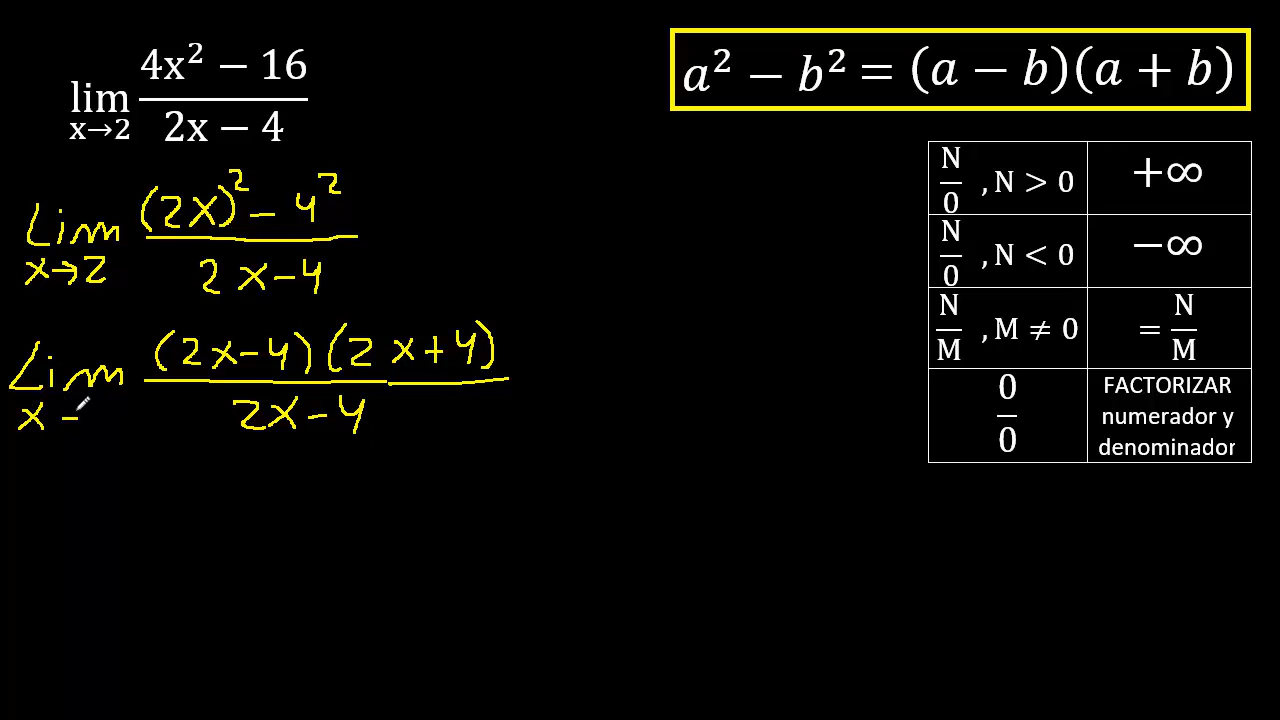 lim x→2 (4x² − 16)/(2x − 4)
Lim x→2 ((2x)² − 4²)/(2x − 4)
Lim x − ((2x−4)(2x+4))/(2x−4)
a² − b² = (a − b)(a + b)
N/0 , N > 0 +∞
N/0 , N < 0 −∞
N/M , M ≠ 0 = N/M
0/0 FACTORIZAR
numerador y
denominador